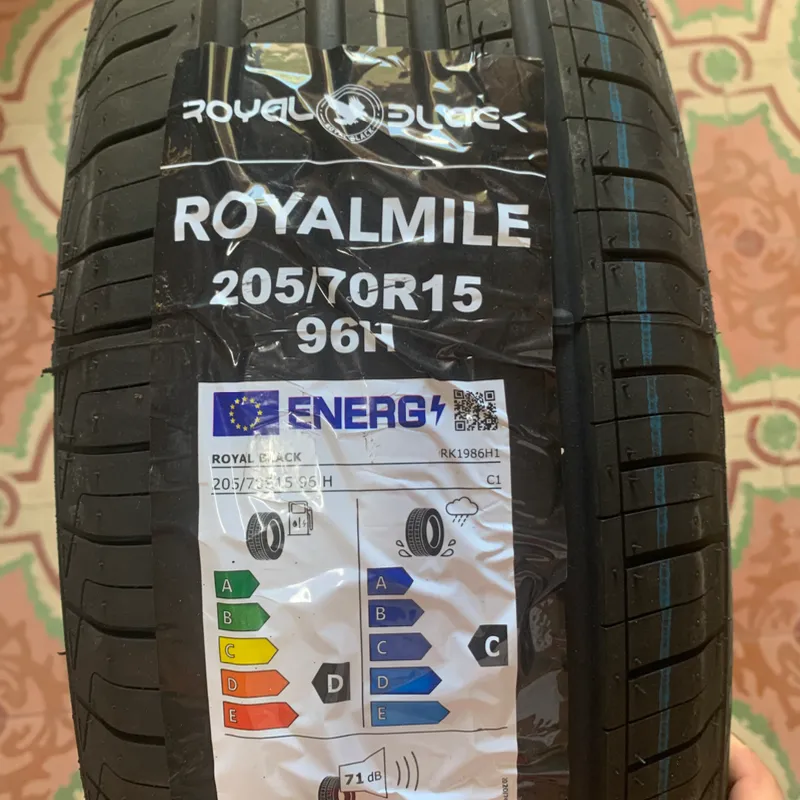 ROYAL BLACK
ROYALMILE
205/70R15
96H
ENERG
ROYAL BLACK
RK1986H1
205/70R15 96 H
C1
A
A
B
B
C
C
C
D
D
D
E
E
71 dB